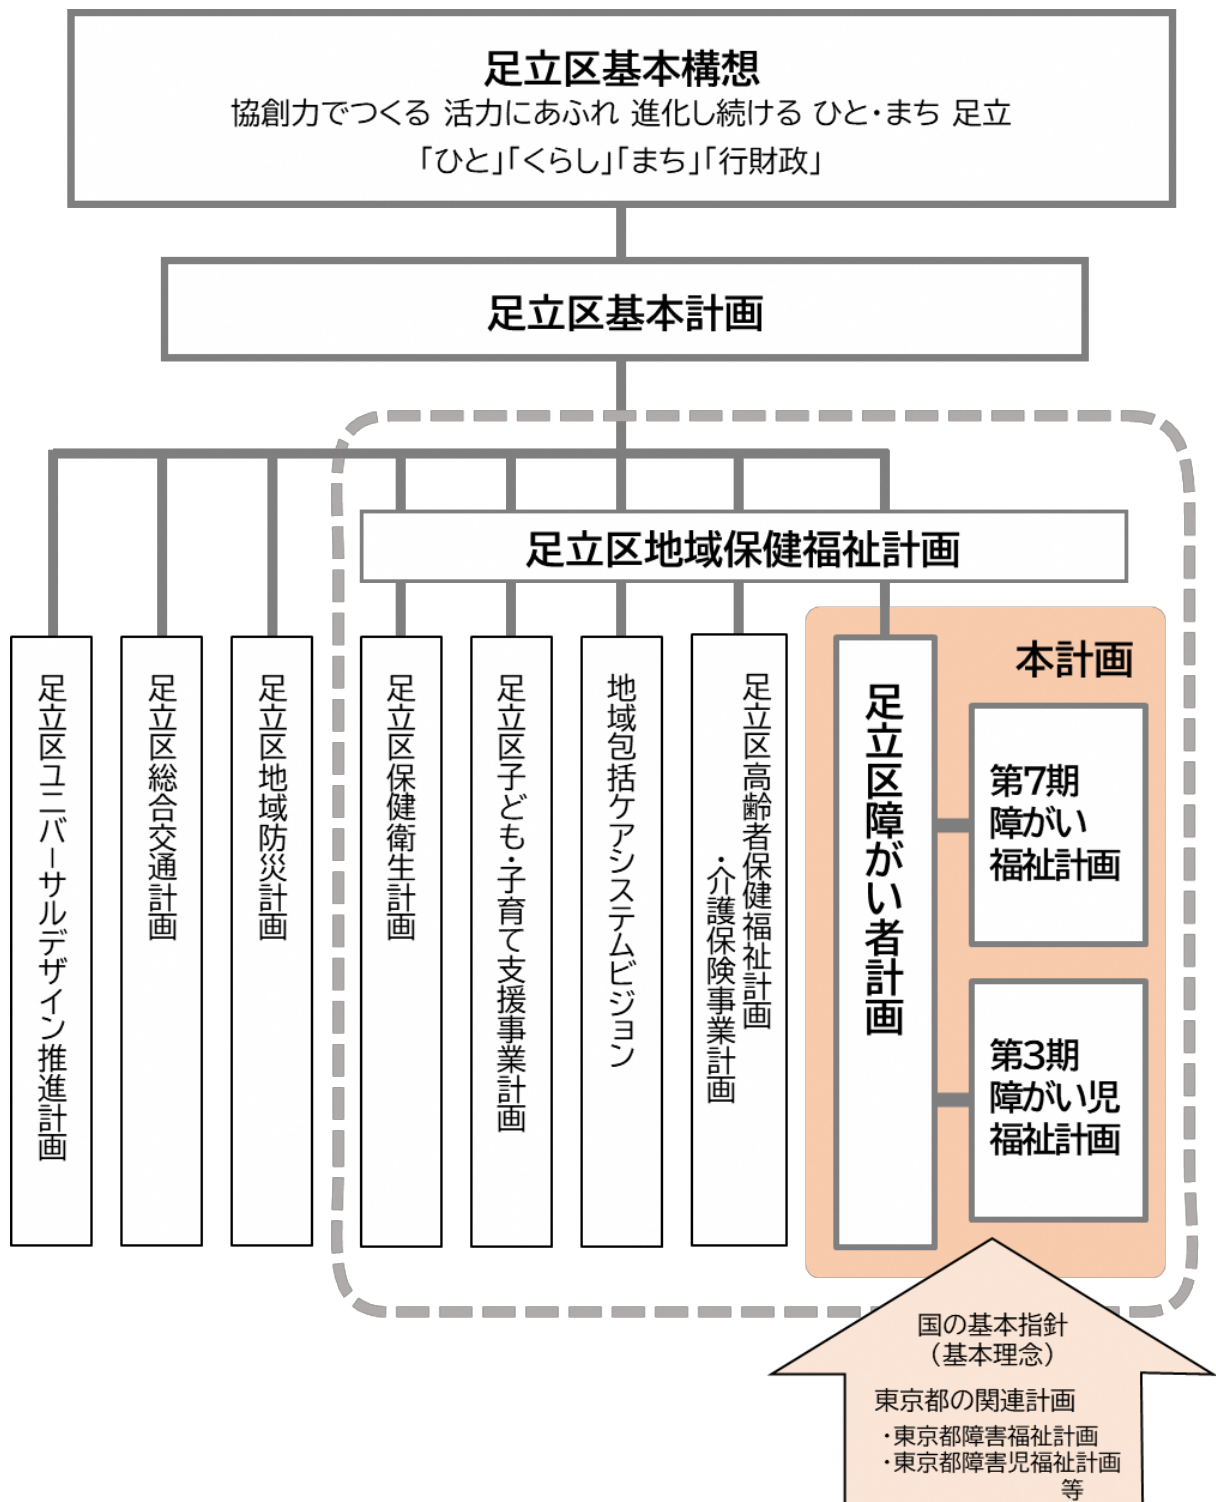 足立区基本構想
協創力でつくる 活力にあふれ 進化し続ける ひと・まち 足立
「ひと」「くらし」「まち」「行財政」
足立区基本計画
足立区地域保健福祉計画
足立区ユニバーサルデザイン推進計画
足立区総合交通計画
足立区地域防災計画
足立区保健衛生計画
足立区子ども・子育て支援事業計画
地域包括ケアシステムビジョン
足立区高齢者保健福祉計画
・介護保険事業計画
本計画
足立区障がい者計画
第7期
障がい
福祉計画
第3期
障がい児
福祉計画
国の基本指針
（基本理念）
東京都の関連計画
・東京都障害福祉計画
・東京都障害児福祉計画
等